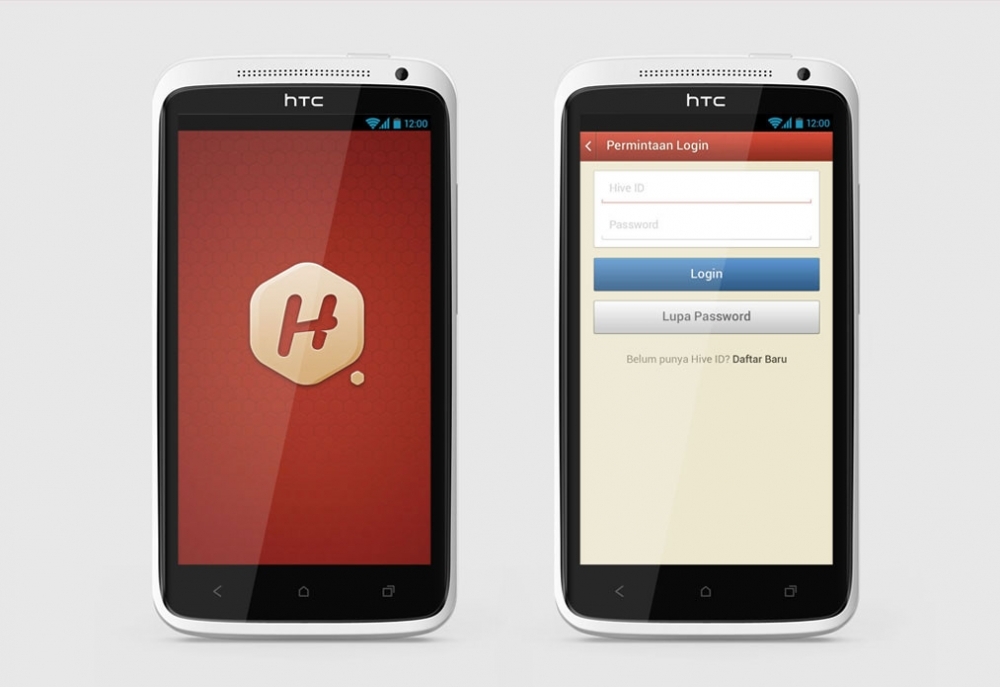 hTC
12:00
H
hTC
12:00
Permintaan Login
Hive ID
Password
Login
Lupa Password
Belum punya Hive ID? Daftar Baru